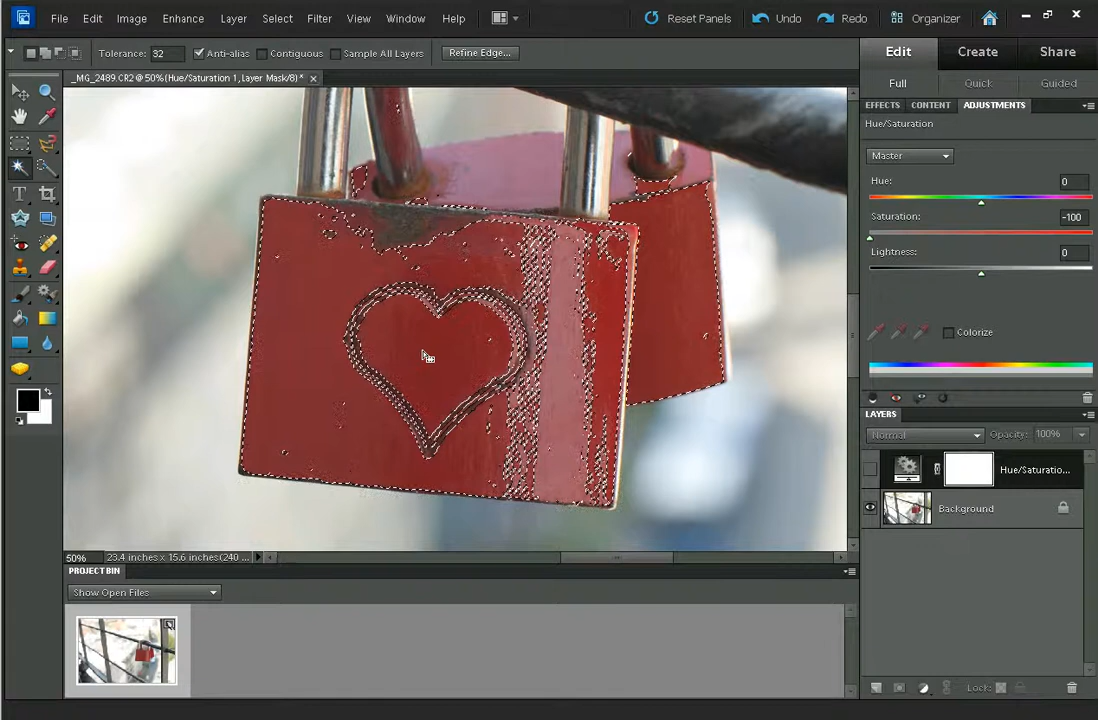 File Edit Image Enhance Layer Select Filter View Window Help Reset Panels Undo Redo Organizer
Tolerance: 32 Anti-alias Contiguous Sample All Layers Refine Edge... Edit Create Share
_MG_2489.CR2 @ 50%(Hue/Saturation 1,Layer Mask/8)* Full Quick Guided
EFFECTS CONTENT ADJUSTMENTS
Hue/Saturation
Master
Hue: 0
Saturation: -100
Lightness: 0
Colorize
LAYERS
Normal Opacity: 100%
Hue/Saturatio...
Background
50% 23.4 inches x 15.6 inches(240 ...
PROJECT BIN
Show Open Files
Lock: